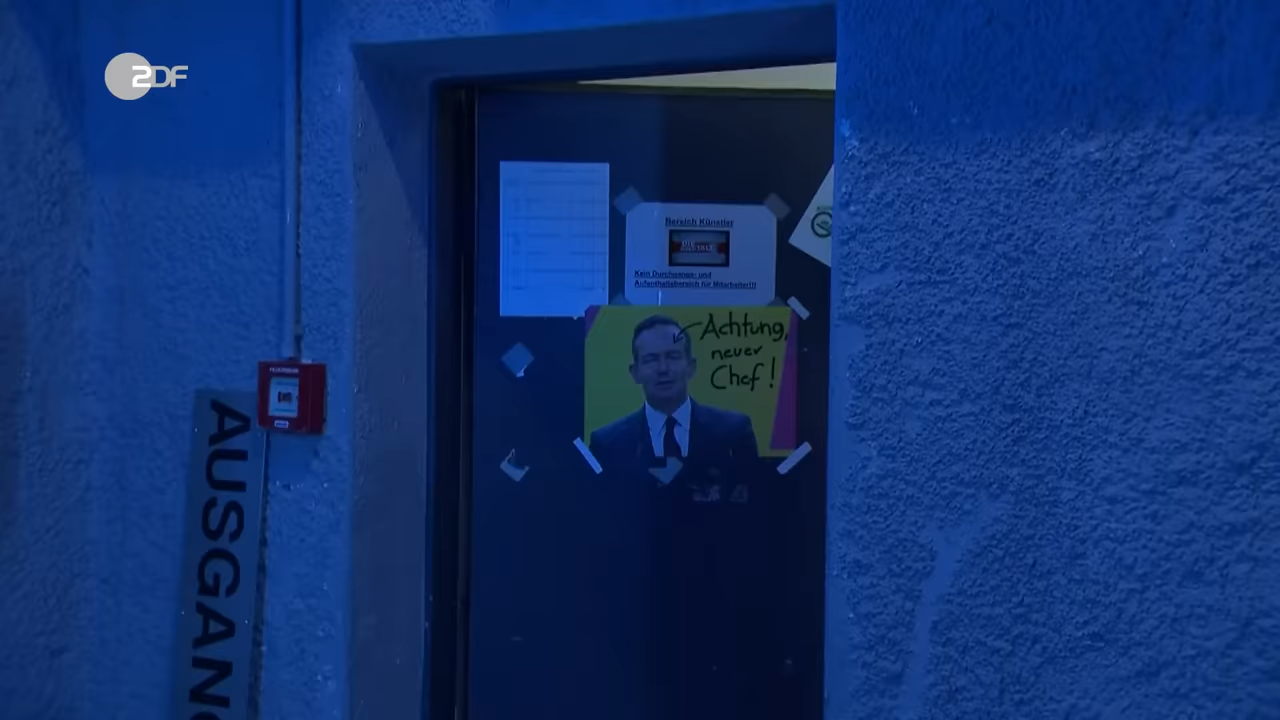 ZDF
Bereich Künstler
Kein Durchgangs- und
Aufenthaltsbereich für Mitarbeiter!!!
Achtung,
neuer
Chef!
AUSGANG